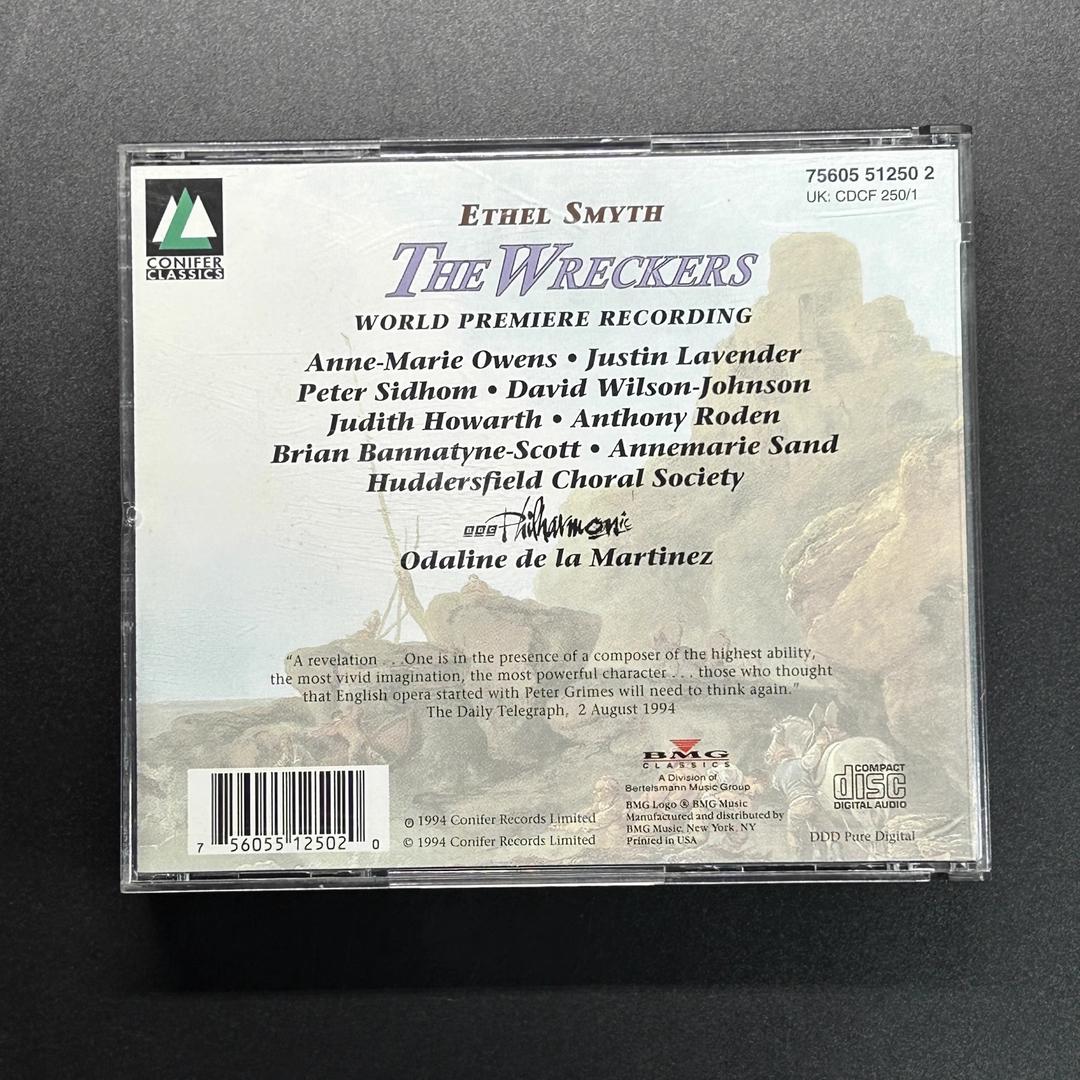 75605 51250 2
UK: CDCF 250/1
CONIFER
CLASSICS
ETHEL SMYTH
THE WRECKERS
WORLD PREMIERE RECORDING
Anne-Marie Owens • Justin Lavender
Peter Sidhom • David Wilson-Johnson
Judith Howarth • Anthony Roden
Brian Bannatyne-Scott • Annemarie Sand
Huddersfield Choral Society
BBC Philharmonic
Odaline de la Martinez
“A revelation . . .One is in the presence of a composer of the highest ability,
the most vivid imagination, the most powerful character . . . those who thought
that English opera started with Peter Grimes will need to think again.”
The Daily Telegraph, 2 August 1994
7 56055 12502 0
℗ 1994 Conifer Records Limited
© 1994 Conifer Records Limited
BMG
CLASSICS
A Division of
Bertelsmann Music Group
BMG Logo ® BMG Music
Manufactured and distributed by
BMG Music, New York, NY
Printed in USA
COMPACT
disc
DIGITAL AUDIO
DDD Pure Digital